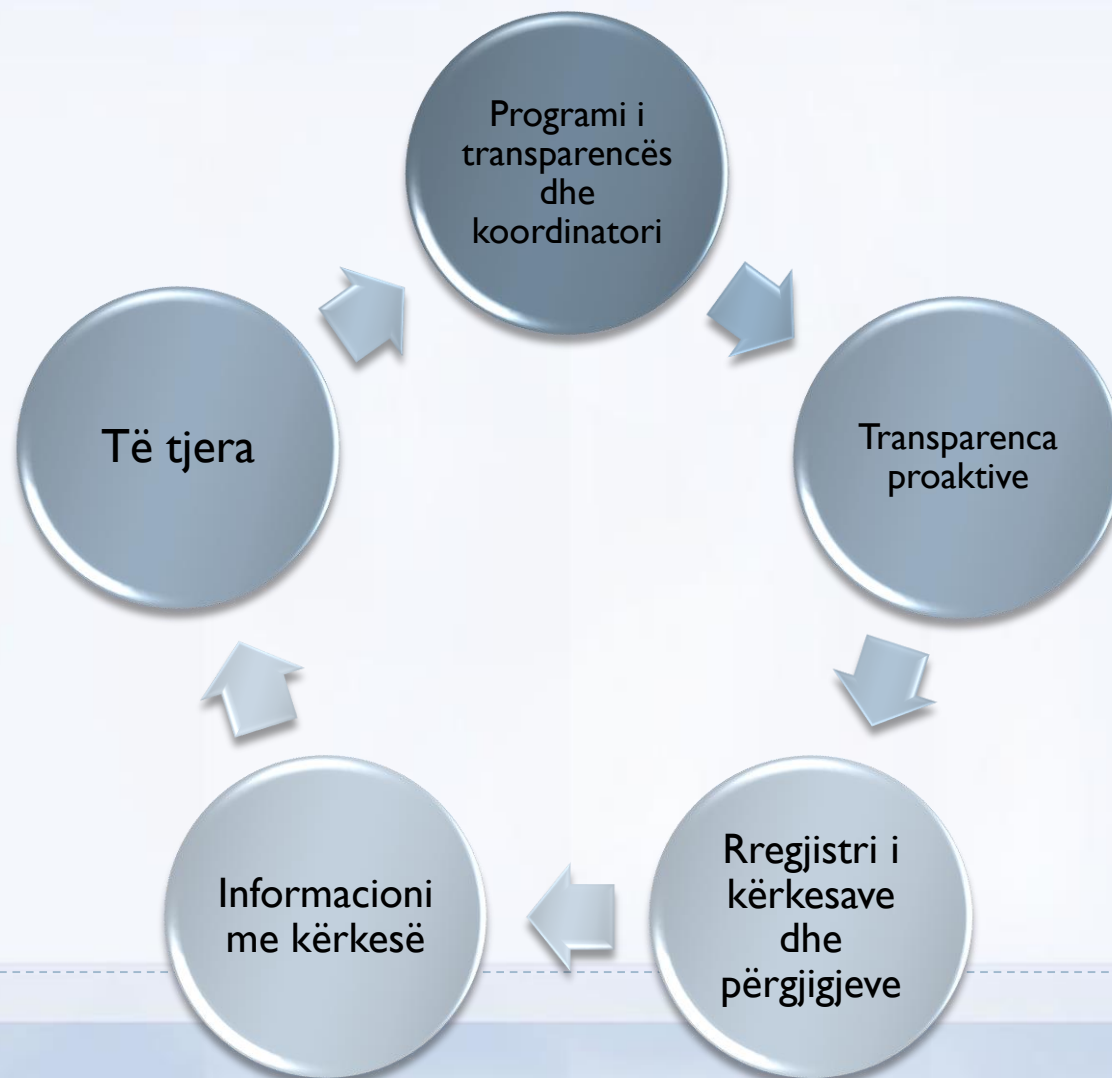 Programi i
transparencës
dhe
koordinatori
Transparenca
proaktive
Rregjistri i
kërkesave
dhe
përgjigjeve
Informacioni
me kërkesë
Të tjera